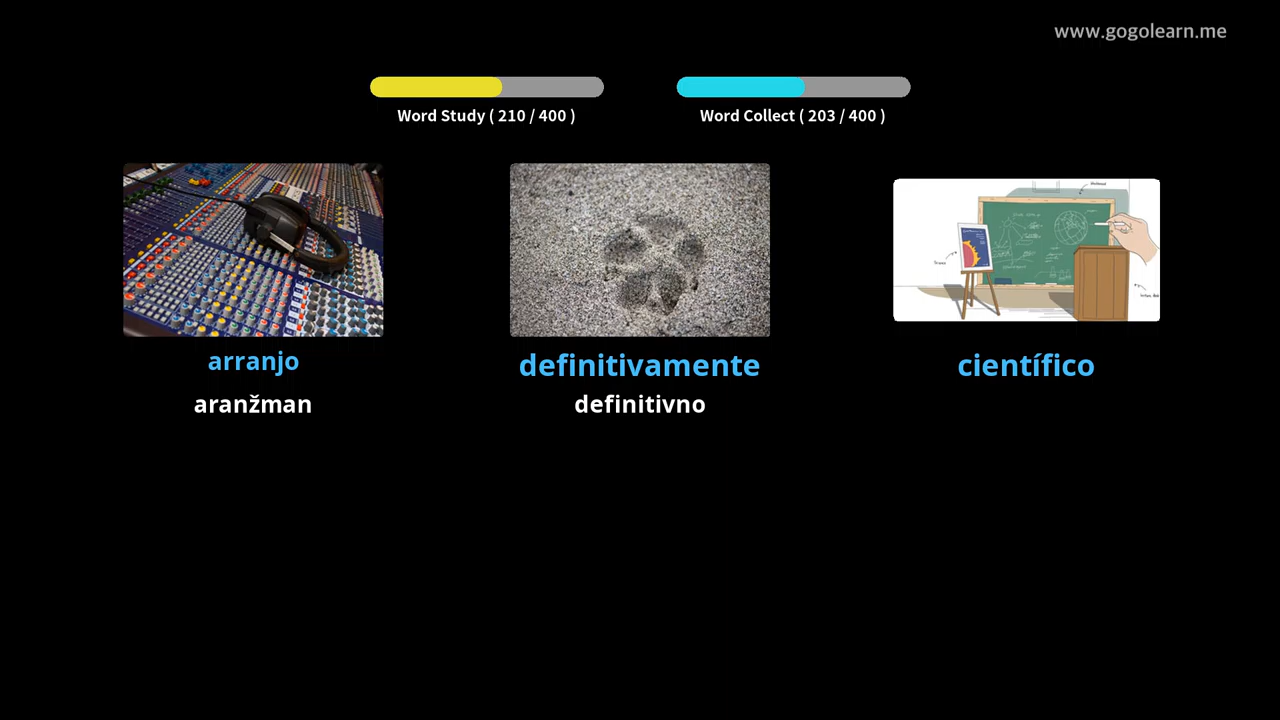 www.gogolearn.me
Word Study ( 210 / 400 )
Word Collect ( 203 / 400 )
arranjo
definitivamente
científico
aranžman
definitivno